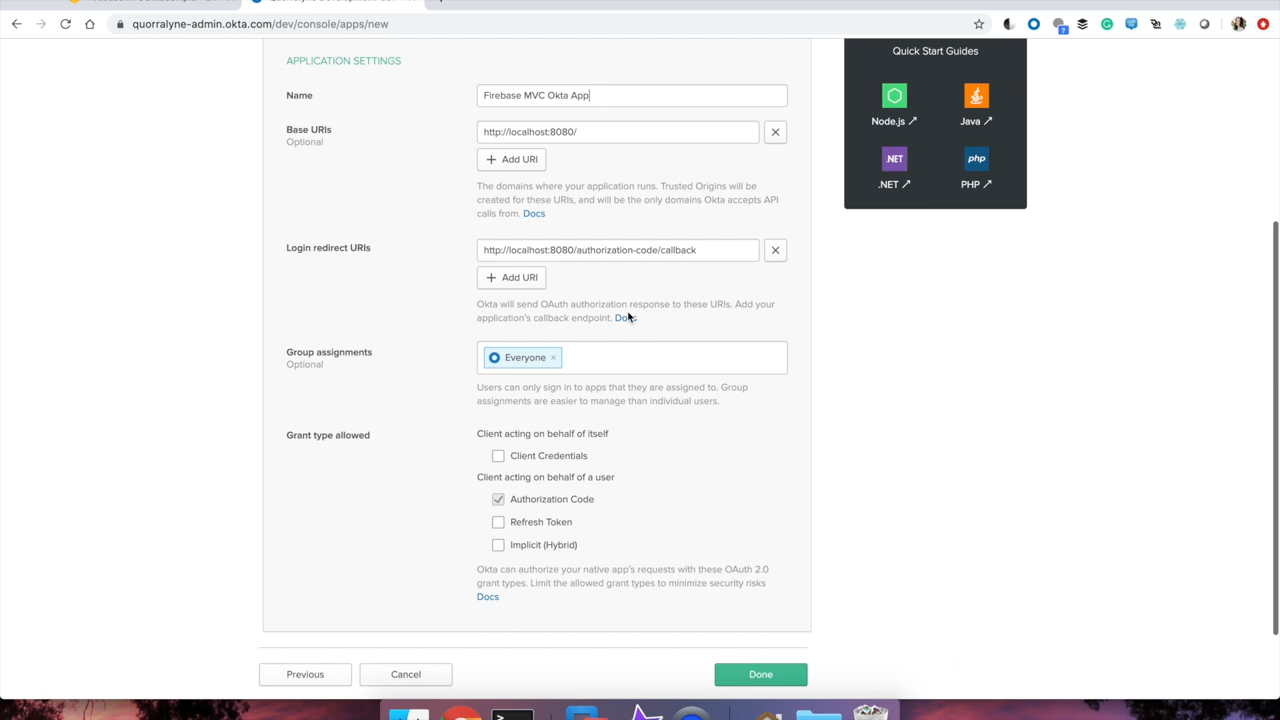 quorralyne-admin.okta.com/dev/console/apps/new
APPLICATION SETTINGS
Name
Firebase MVC Okta App
Base URIs
Optional
http://localhost:8080/
+ Add URI
The domains where your application runs. Trusted Origins will be
created for these URIs, and will be the only domains Okta accepts API
calls from. Docs
Login redirect URIs
http://localhost:8080/authorization-code/callback
+ Add URI
Okta will send OAuth authorization response to these URIs. Add your
application's callback endpoint. Docs
Group assignments
Optional
Everyone ×
Users can only sign in to apps that they are assigned to. Group
assignments are easier to manage than individual users.
Grant type allowed
Client acting on behalf of itself
Client Credentials
Client acting on behalf of a user
Authorization Code
Refresh Token
Implicit (Hybrid)
Okta can authorize your native app's requests with these OAuth 2.0
grant types. Limit the allowed grant types to minimize security risks
Docs
Previous
Cancel
Done
Quick Start Guides
Node.js ↗
Java ↗
.NET
php
.NET ↗
PHP ↗